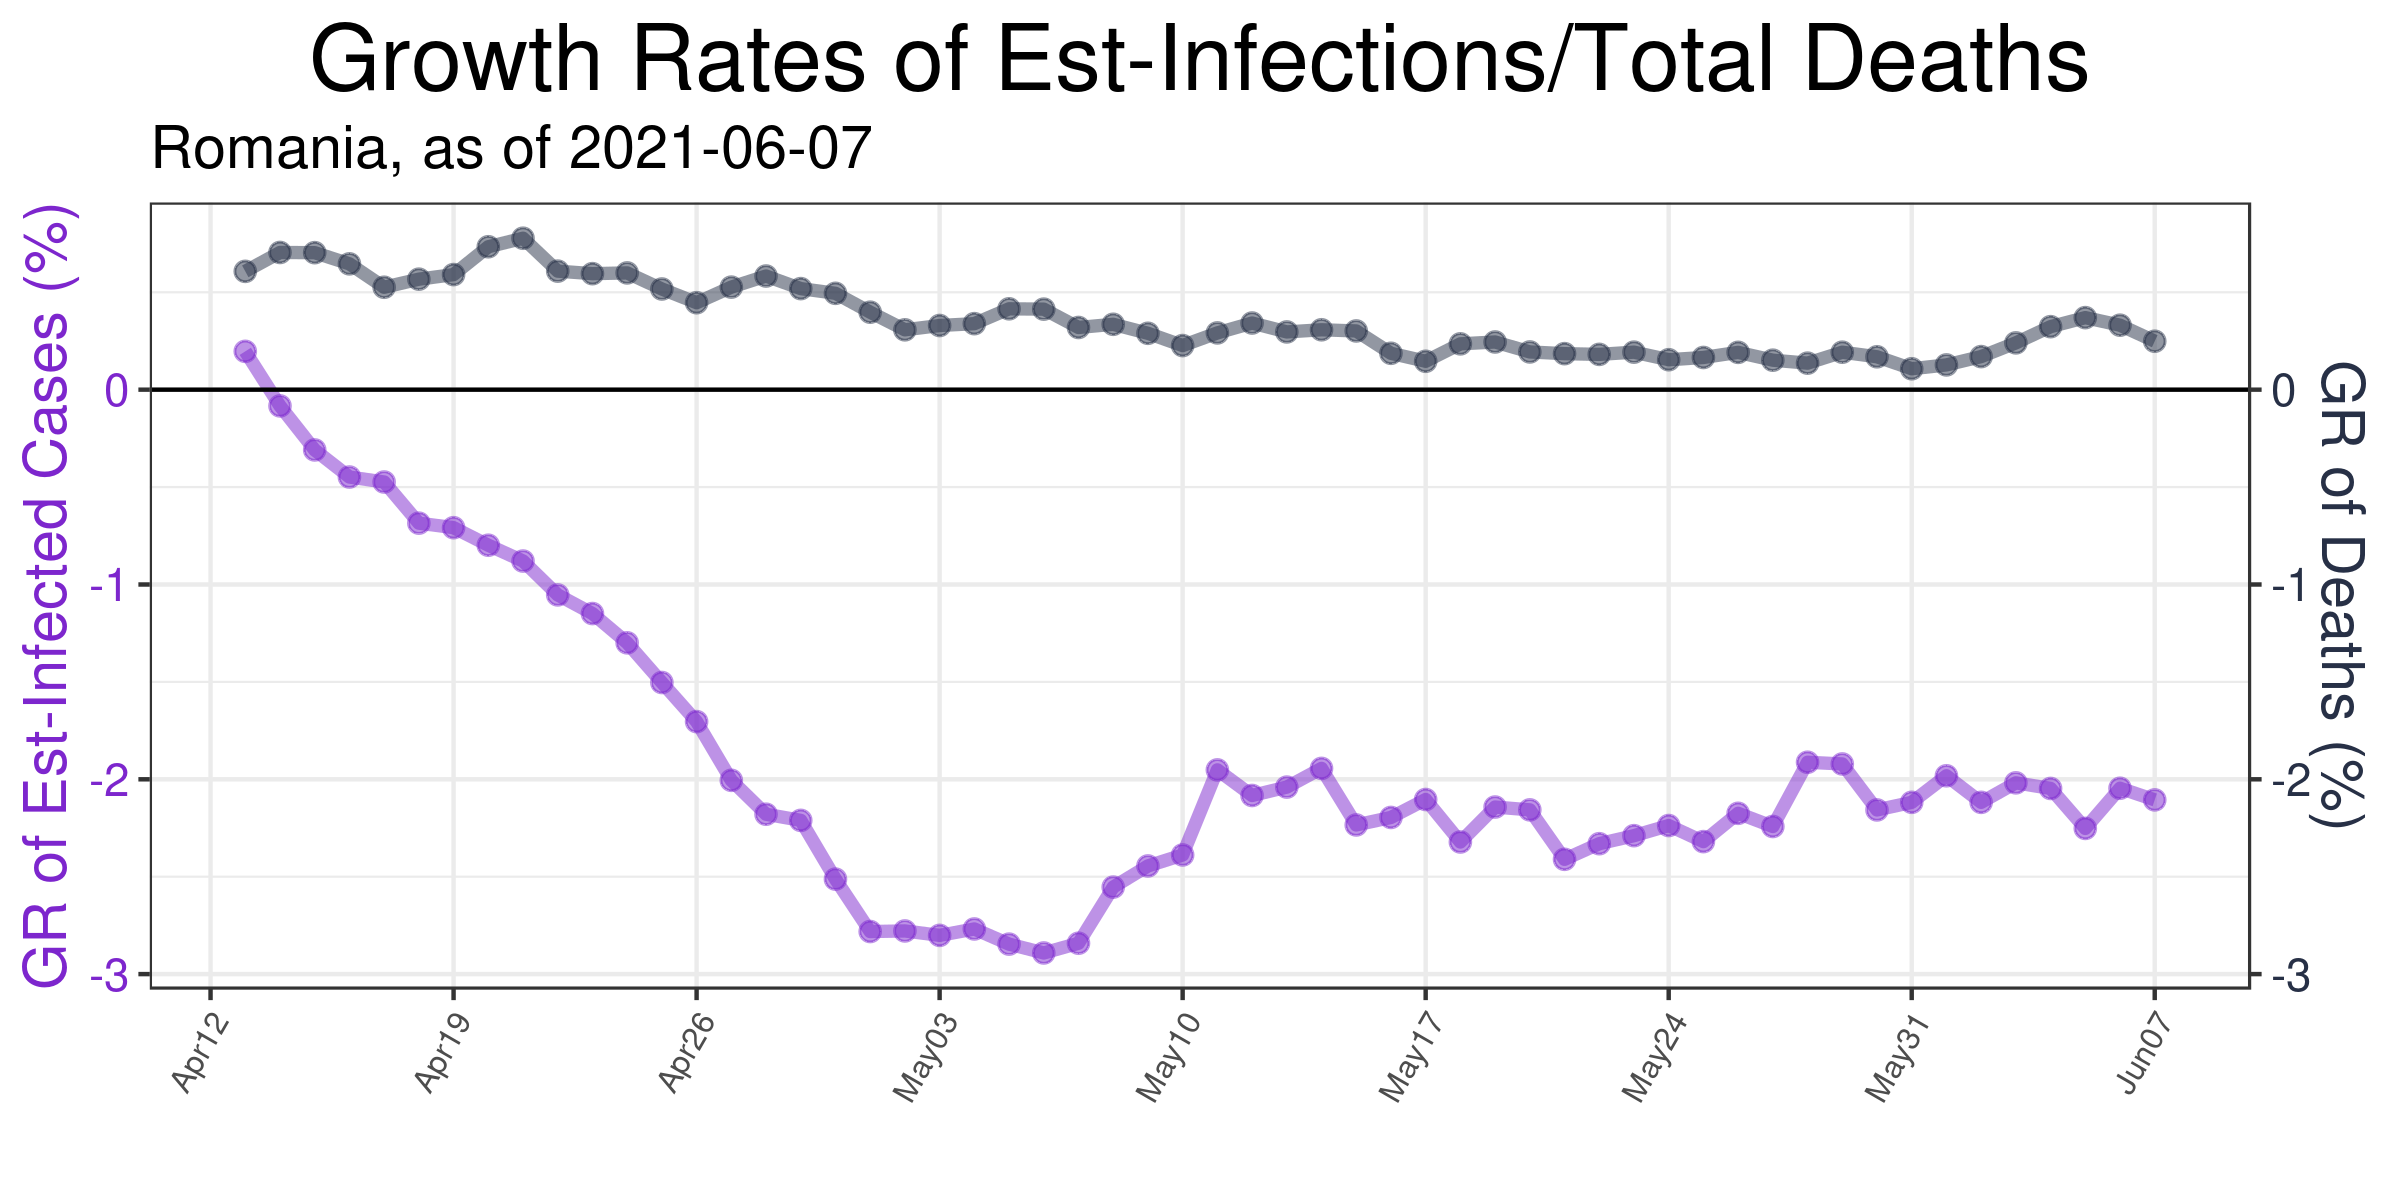 Growth Rates of Est-Infections/Total Deaths
Romania, as of 2021-06-07
GR of Est-Infected Cases (%)
0
-1
-2
-3
GR of Deaths (%)
0
-1
-2
-3
Apr12
Apr19
Apr26
May03
May10
May17
May24
May31
Jun07